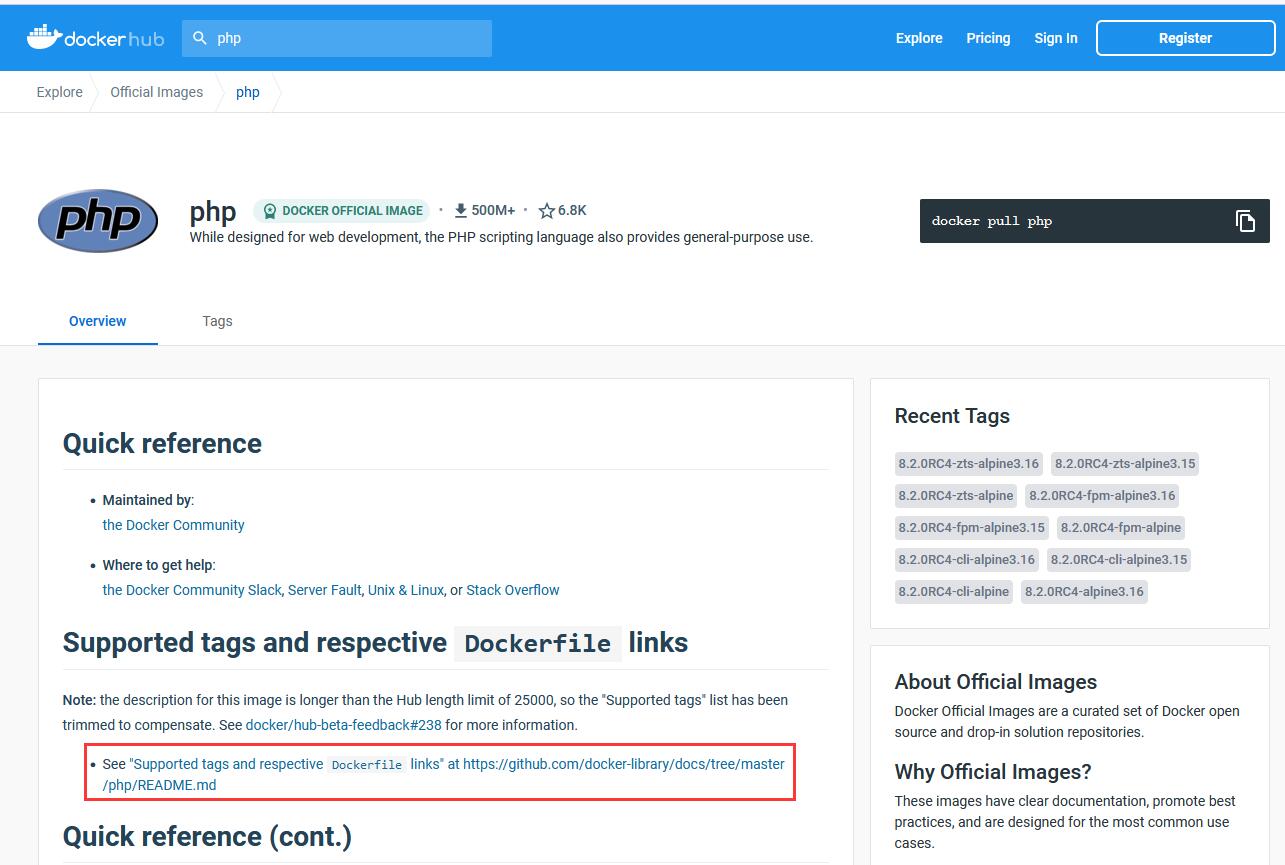 docker hub
php
Explore
Pricing
Sign In
Register
Explore
Official Images
php
php
php
DOCKER OFFICIAL IMAGE
· 500M+ · 6.8K
While designed for web development, the PHP scripting language also provides general-purpose use.
docker pull php
Overview
Tags
Quick reference
• Maintained by:
the Docker Community
• Where to get help:
the Docker Community Slack, Server Fault, Unix & Linux, or Stack Overflow
Supported tags and respective Dockerfile links
Note: the description for this image is longer than the Hub length limit of 25000, so the "Supported tags" list has been
trimmed to compensate. See docker/hub-beta-feedback#238 for more information.
• See "Supported tags and respective Dockerfile links" at https://github.com/docker-library/docs/tree/master
/php/README.md
Quick reference (cont.)
Recent Tags
8.2.0RC4-zts-alpine3.16 8.2.0RC4-zts-alpine3.15
8.2.0RC4-zts-alpine 8.2.0RC4-fpm-alpine3.16
8.2.0RC4-fpm-alpine3.15 8.2.0RC4-fpm-alpine
8.2.0RC4-cli-alpine3.16 8.2.0RC4-cli-alpine3.15
8.2.0RC4-cli-alpine 8.2.0RC4-alpine3.16
About Official Images
Docker Official Images are a curated set of Docker open
source and drop-in solution repositories.
Why Official Images?
These images have clear documentation, promote best
practices, and are designed for the most common use
cases.